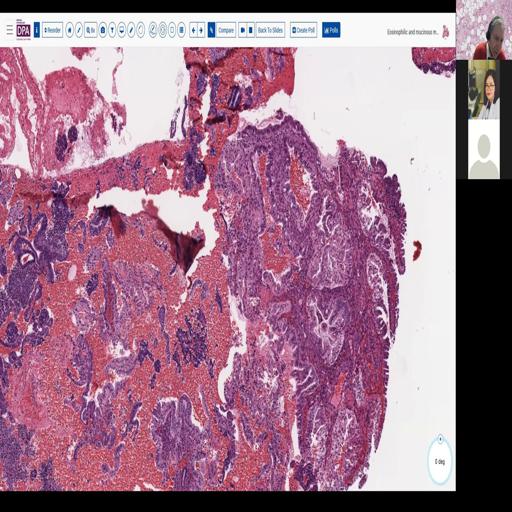 DPA
Reorder
Compare
Back To Slides
Create Poll
Polls
Eosinophilic and mucinous m...
0 deg